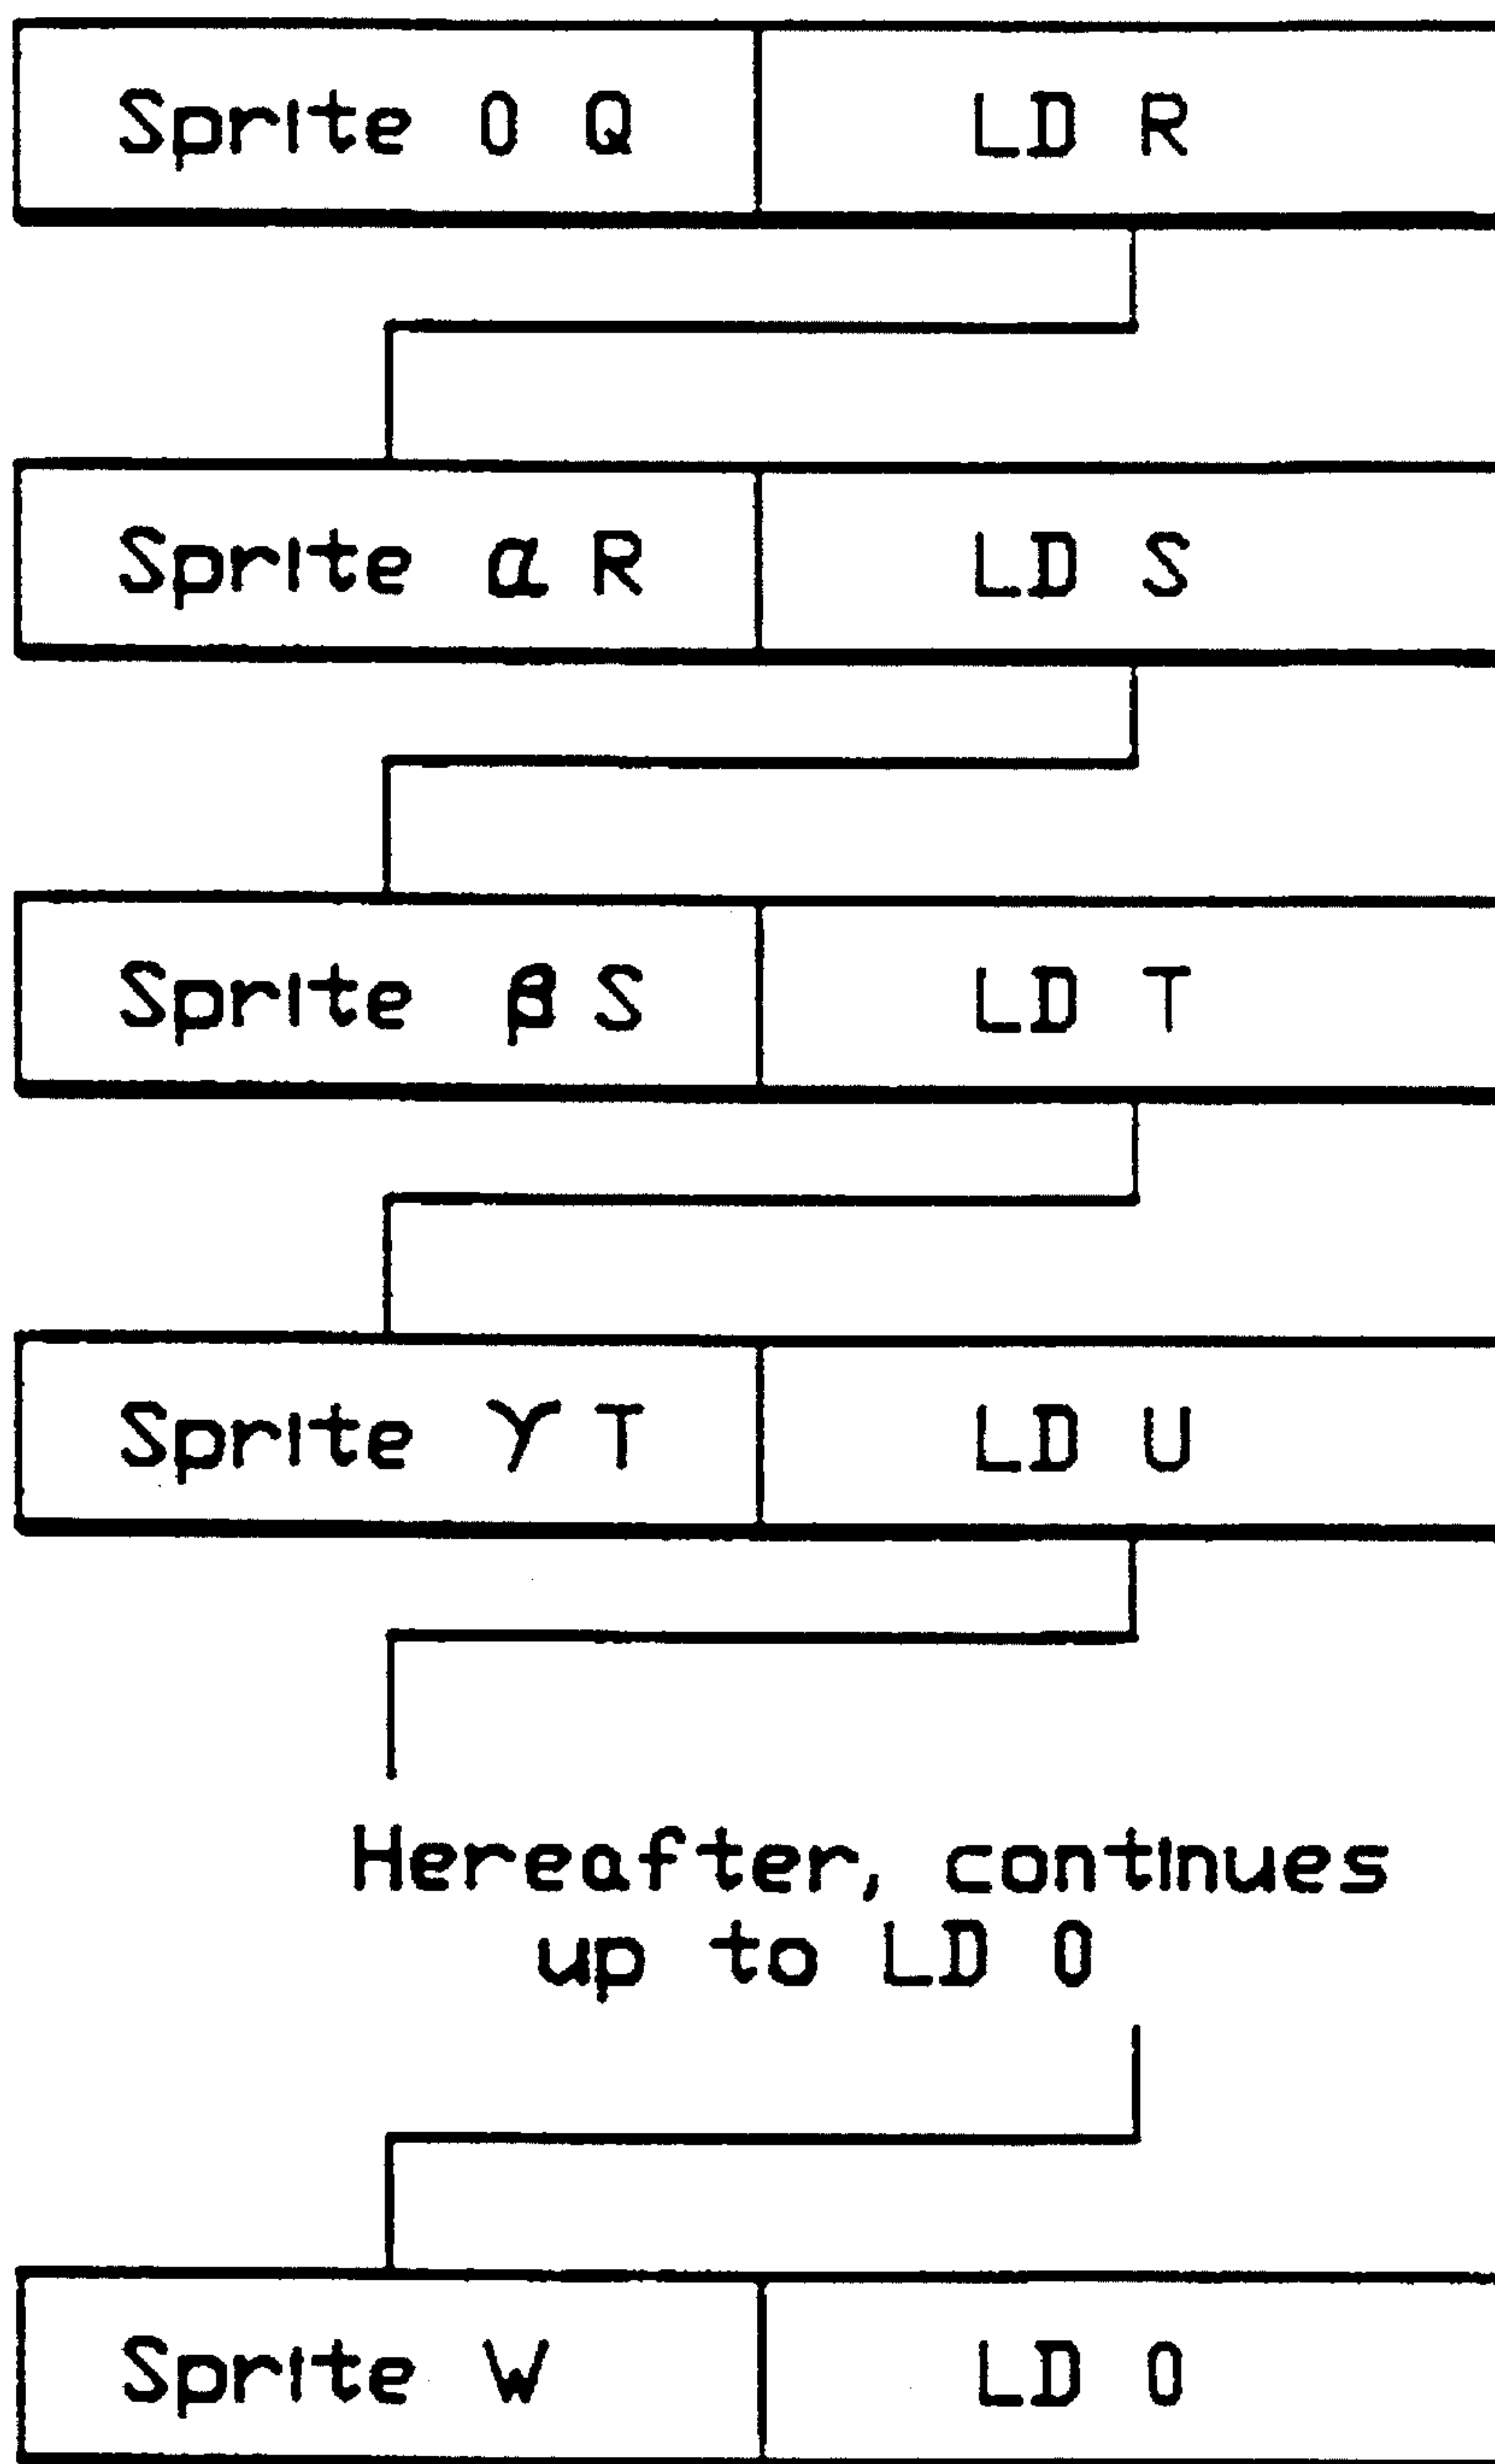 Sprite 0 Q LD R
Sprite α R LD S
Sprite β S LD T
Sprite γ T LD U
Hereafter, continues
up to LD 0
Sprite W LD 0